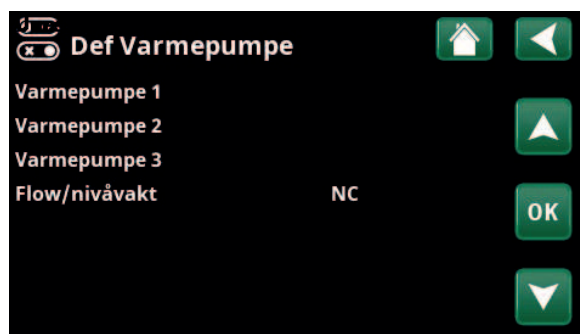 Def Varmepumpe
Varmepumpe 1
Varmepumpe 2
Varmepumpe 3
Flow/nivåvakt NC
OK